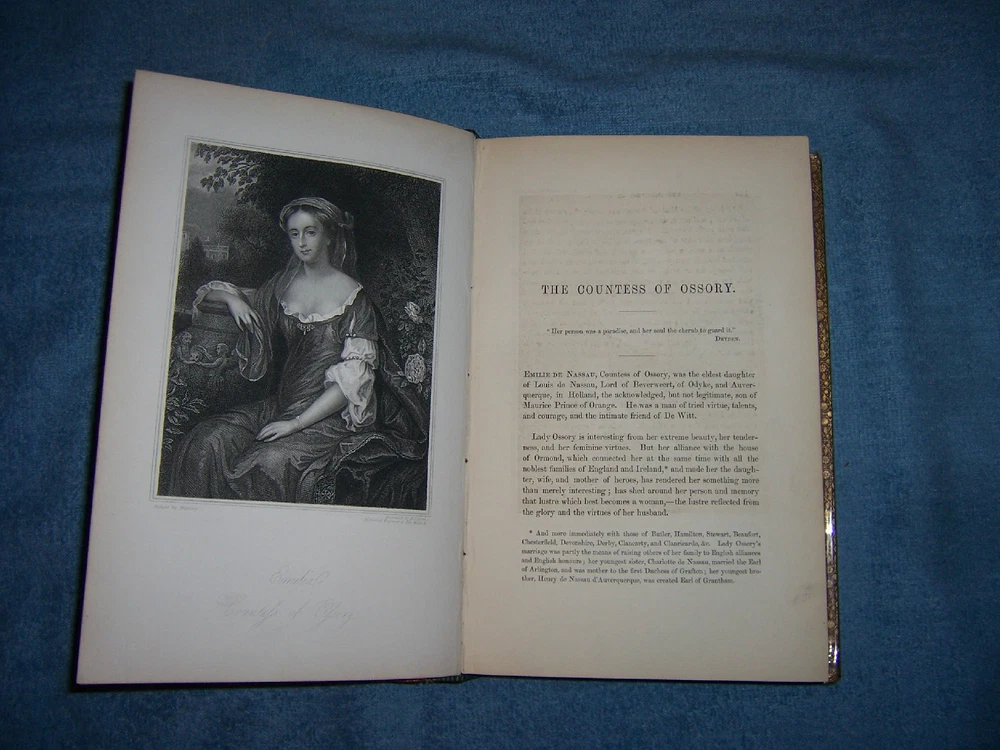 Countess of Ossory
THE COUNTESS OF OSSORY.
"Her person was a paradise, and her soul the cherub to guard it."
DRYDEN.
EMILIE DE NASSAU, Countess of Ossory, was the eldest daughter
of Louis de Nassau, Lord of Beverweert, of Odyke, and Auver-
querque, in Holland, the acknowledged, but not legitimate, son of
Maurice Prince of Orange. He was a man of tried virtue, talents,
and courage, and the intimate friend of De Witt.
Lady Ossory is interesting from her extreme beauty, her tender-
ness, and her feminine virtues. But her alliance with the house
of Ormond, which connected her at the same time with all the
noblest families of England and Ireland,* and made her the daugh-
ter, wife, and mother of heroes, has rendered her something more
than merely interesting; has shed around her person and memory
that lustre which best becomes a woman,—the lustre reflected from
the glory and the virtues of her husband.
* And more immediately with those of Butler, Hamilton, Stewart, Beaufort,
Chesterfield, Devonshire, Derby, Clancarty, and Clanricarde, &c. Lady Ossory's
marriage was partly the means of raising others of her family to English alliances
and English honours; her youngest sister, Charlotte de Nassau, married the Earl
of Arlington, and was mother to the first Duchess of Grafton; her youngest bro-
ther, Henry de Nassau d'Auverquerque, was created Earl of Grantham.